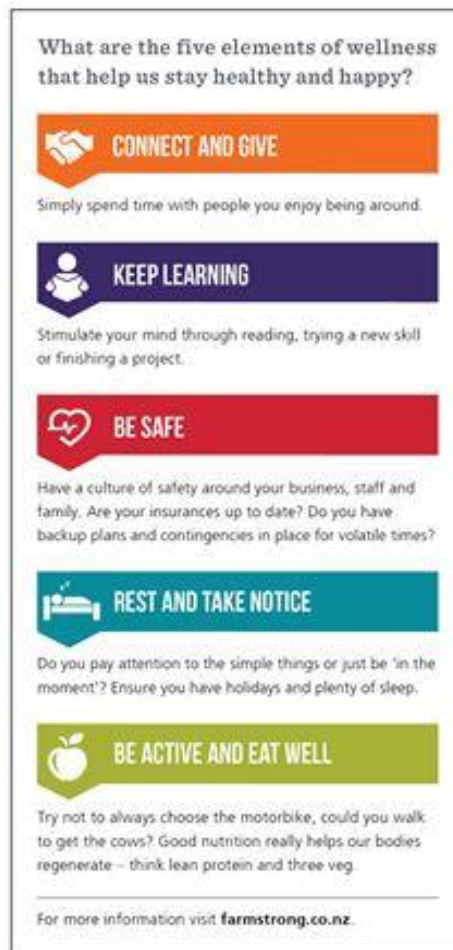 What are the five elements of wellness
that help us stay healthy and happy?
CONNECT AND GIVE
Simply spend time with people you enjoy being around.
KEEP LEARNING
Stimulate your mind through reading, trying a new skill
or finishing a project.
BE SAFE
Have a culture of safety around your business, staff and
family. Are your insurances up to date? Do you have
backup plans and contingencies in place for volatile times?
REST AND TAKE NOTICE
Do you pay attention to the simple things or just be 'in the
moment'? Ensure you have holidays and plenty of sleep.
BE ACTIVE AND EAT WELL
Try not to always choose the motorbike, could you walk
to get the cows? Good nutrition really helps our bodies
regenerate – think lean protein and three veg.
For more information visit farmstrong.co.nz.